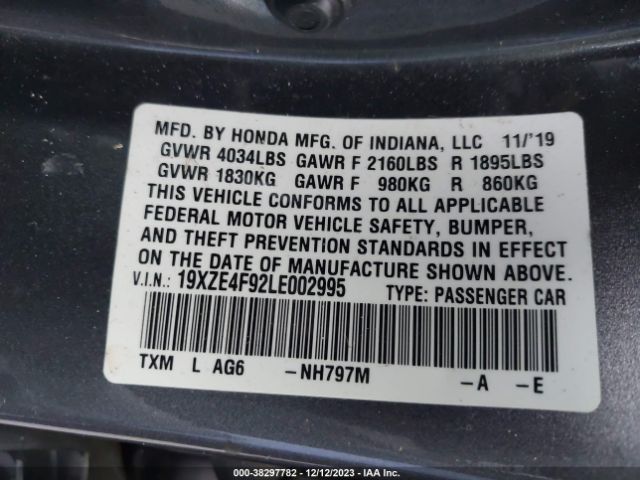 MFD. BY HONDA MFG. OF INDIANA, LLC 11/'19
GVWR 4034LBS GAWR F 2160LBS R 1895LBS
GVWR 1830KG GAWR F 980KG R 860KG
THIS VEHICLE CONFORMS TO ALL APPLICABLE
FEDERAL MOTOR VEHICLE SAFETY, BUMPER,
AND THEFT PREVENTION STANDARDS IN EFFECT
ON THE DATE OF MANUFACTURE SHOWN ABOVE.
V.I.N.: 19XZE4F92LE002995 TYPE: PASSENGER CAR
TXM L AG6 -NH797M -A -E
000-38297782 - 12/12/2023 - IAA Inc.